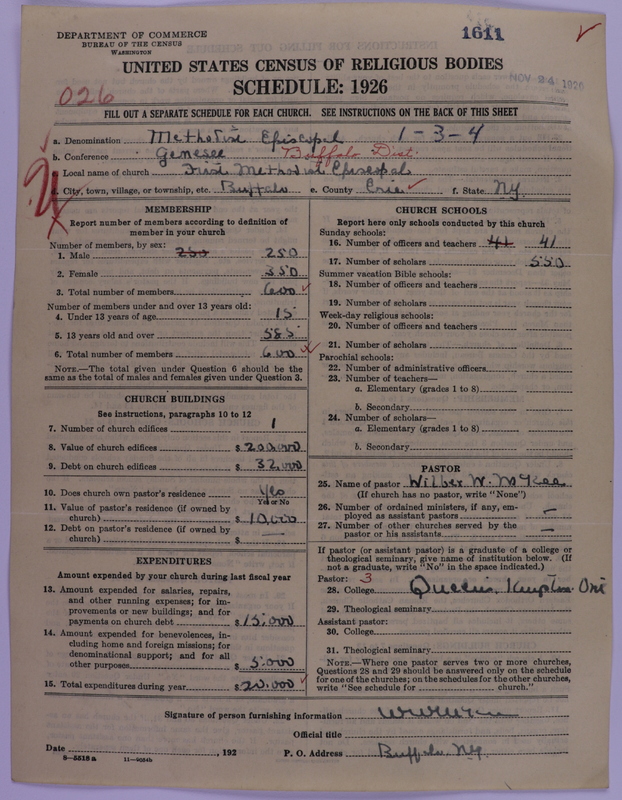 DEPARTMENT OF COMMERCE
BUREAU OF THE CENSUS
WASHINGTON
1611
UNITED STATES CENSUS OF RELIGIOUS BODIES
NOV 24 1926
SCHEDULE: 1926
026
FILL OUT A SEPARATE SCHEDULE FOR EACH CHURCH. SEE INSTRUCTIONS ON THE BACK OF THIS SHEET
a. Denomination Methodist Episcopal 1-3-4
b. Conference Genesee Buffalo Dist.
c. Local name of church First Methodist Episcopal
d. City, town, village, or township, etc. Buffalo e. County Erie f. State N.Y.
MEMBERSHIP
Report number of members according to definition of member in your church
Number of members, by sex:
1. Male 250 250
2. Female 350
3. Total number of members 600
Number of members under and over 13 years old:
4. Under 13 years of age 15
5. 13 years old and over 585
6. Total number of members 600
NOTE.—The total given under Question 6 should be the
same as the total of males and females given under Question 3.
CHURCH BUILDINGS
See instructions, paragraphs 10 to 12
7. Number of church edifices 1
8. Value of church edifices $ 200,000
9. Debt on church edifices $ 32,000
10. Does church own pastor's residence Yes
Yes or No
11. Value of pastor's residence (if owned by
church) $ 10,000
12. Debt on pastor's residence (if owned by
church) $ —
EXPENDITURES
Amount expended by your church during last fiscal year
13. Amount expended for salaries, repairs,
and other running expenses; for im-
provements or new buildings; and for
payments on church debt $ 15,000
14. Amount expended for benevolences, in-
cluding home and foreign missions; for
denominational support; and for all
other purposes $ 5,000
15. Total expenditures during year $ 20,000
CHURCH SCHOOLS
Report here only schools conducted by this church
Sunday schools:
16. Number of officers and teachers 41 41
17. Number of scholars 550
Summer vacation Bible schools:
18. Number of officers and teachers
19. Number of scholars
Week-day religious schools:
20. Number of officers and teachers
21. Number of scholars
Parochial schools:
22. Number of administrative officers
23. Number of teachers—
a. Elementary (grades 1 to 8)
b. Secondary
24. Number of scholars—
a. Elementary (grades 1 to 8)
b. Secondary
PASTOR
25. Name of pastor Wilber W.
(If church has no pastor, write "None")
26. Number of ordained ministers, if any, em-
ployed as assistant pastors —
27. Number of other churches served by the
pastor or his assistants —
If pastor (or assistant pastor) is a graduate of a college or
theological seminary, give name of institution below. (If
not a graduate, write "No" in the space indicated.)
Pastor: 3
28. College Queens, Ont
29. Theological seminary
Assistant pastor:
30. College
31. Theological seminary
NOTE.—Where one pastor serves two or more churches,
Questions 28 and 29 should be answered only on the schedule
for one of the churches; on the schedules for the other churches,
write "See schedule for church."
Signature of person furnishing information
Official title
Date , 192 P. O. Address Buffalo N.Y.
8—5518 a 11—9054b